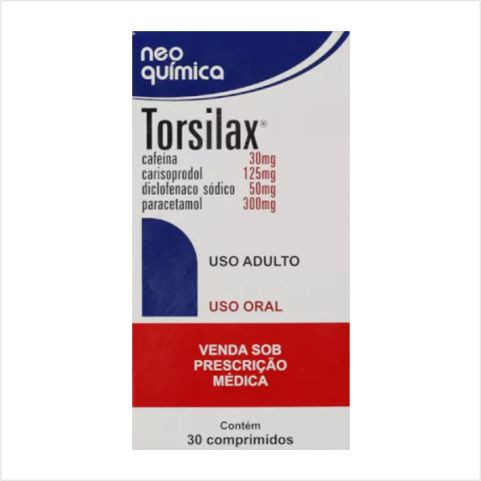 neo
química
Torsilax®
cafeína 30mg
carisoprodol 125mg
diclofenaco sódico 50mg
paracetamol 300mg
USO ADULTO
USO ORAL
VENDA SOB
PRESCRIÇÃO
MÉDICA
Contém
30 comprimidos